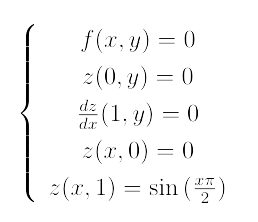 f(x, y) = 0
z(0, y) = 0
dz/dx (1, y) = 0
z(x, 0) = 0
z(x, 1) = sin (xπ/2)